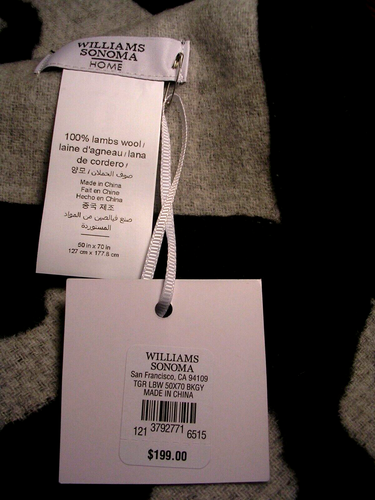 WILLIAMS
SONOMA
HOME
100% lambs wool /
laine d'agneau / lana
de cordero /
양모 / صوف الحملان
Made in China
Fait en Chine
Hecho en China
중국 제조
صنع في الصين من المواد
المستوردة
50 in x 70 in
127 cm x 177.8 cm
WILLIAMS
SONOMA
San Francisco, CA 94109
TGR LBW 50X70 BKGY
MADE IN CHINA
121 3792771 6515
$199.00